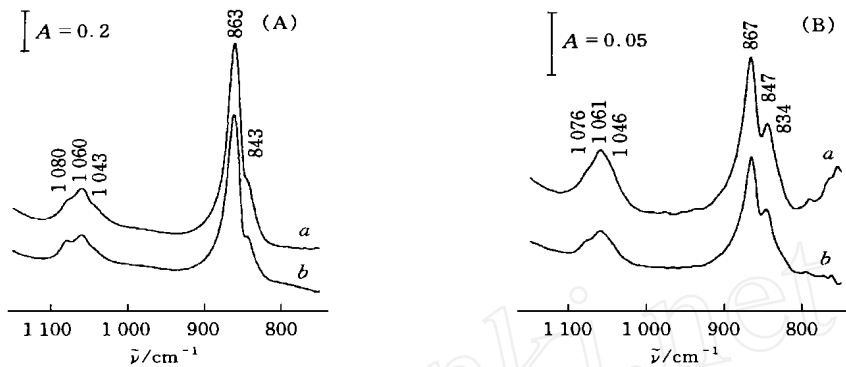 A = 0.2
863
(A)
843
1 080
1 060
1 043
a
b
1 100 1 000 900 800
ν̃/cm⁻¹
A = 0.05
867
(B)
847
834
1 076
1 061
1 046
a
b
1 100 1 000 900 800
ν̃/cm⁻¹